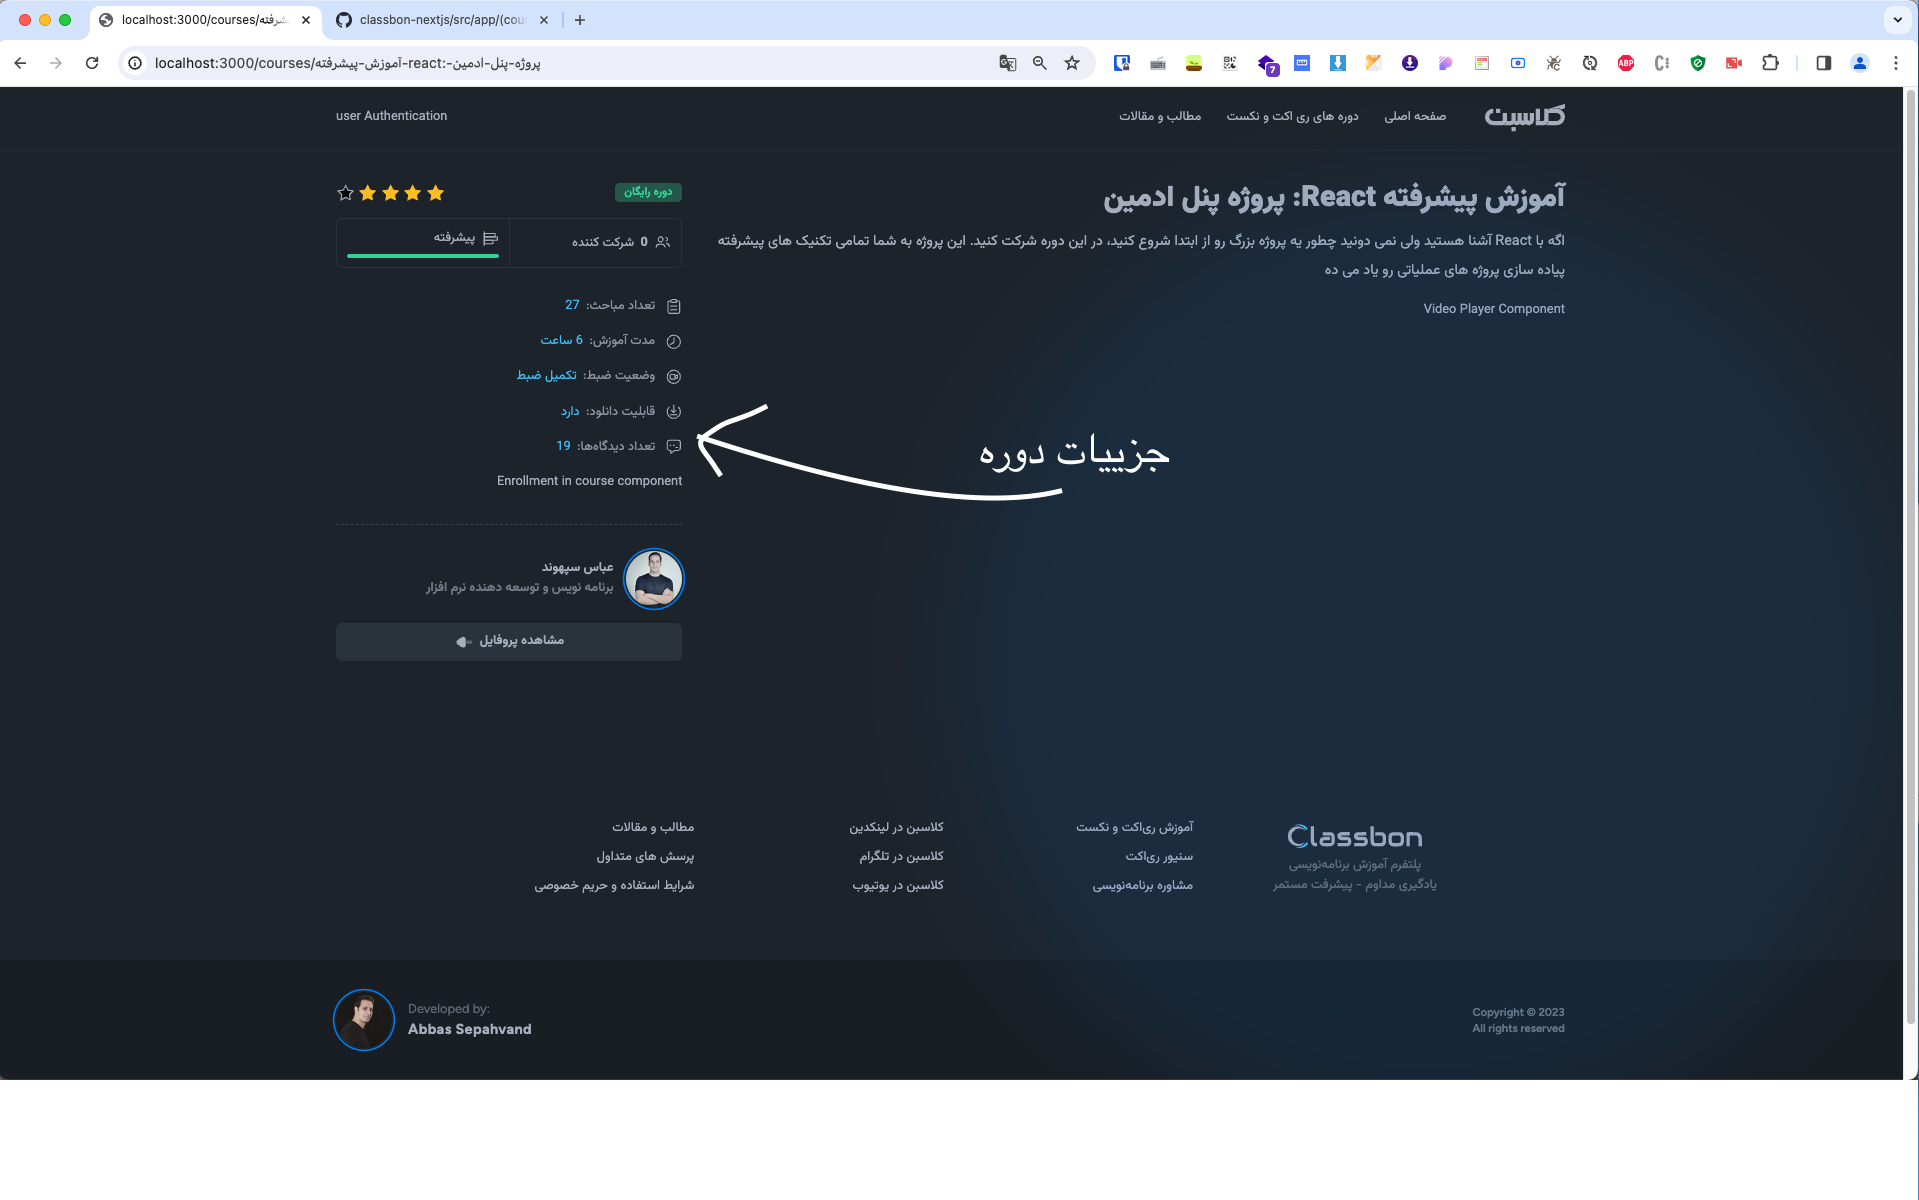 localhost:3000/courses/پیشرفته
classbon-nextjs/src/app/(cou
localhost:3000/courses/آموزش-پیشرفته-react:-پروژه-پنل-ادمین
7
ABP
کلاسبن
صفحه اصلی
دوره های ری اکت و نکست
مطالب و مقالات
user Authentication
آموزش پیشرفته React: پروژه پنل ادمین
اگه با React آشنا هستید ولی نمی دونید چطور یه پروژه بزرگ رو از ابتدا شروع کنید، در این دوره شرکت کنید. این پروژه به شما تمامی تکنیک های پیشرفته
پیاده سازی پروژه های عملیاتی رو یاد می ده
Video Player Component
دوره رایگان
0 شرکت کننده
پیشرفته
تعداد مباحث: 27
مدت آموزش: 6 ساعت
وضعیت ضبط: تکمیل ضبط
قابلیت دانلود: دارد
تعداد دیدگاه‌ها: 19
Enrollment in course component
جزییات دوره
عباس سپهوند
برنامه نویس و توسعه دهنده نرم افزار
مشاهده پروفایل
Classbon
پلتفرم آموزش برنامه‌نویسی
یادگیری مداوم - پیشرفت مستمر
آموزش ری‌اکت و نکست
سنیور ری‌اکت
مشاوره برنامه‌نویسی
کلاسبن در لینکدین
کلاسبن در تلگرام
کلاسبن در یوتیوب
مطالب و مقالات
پرسش های متداول
شرایط استفاده و حریم خصوصی
Copyright © 2023
All rights reserved
Developed by:
Abbas Sepahvand